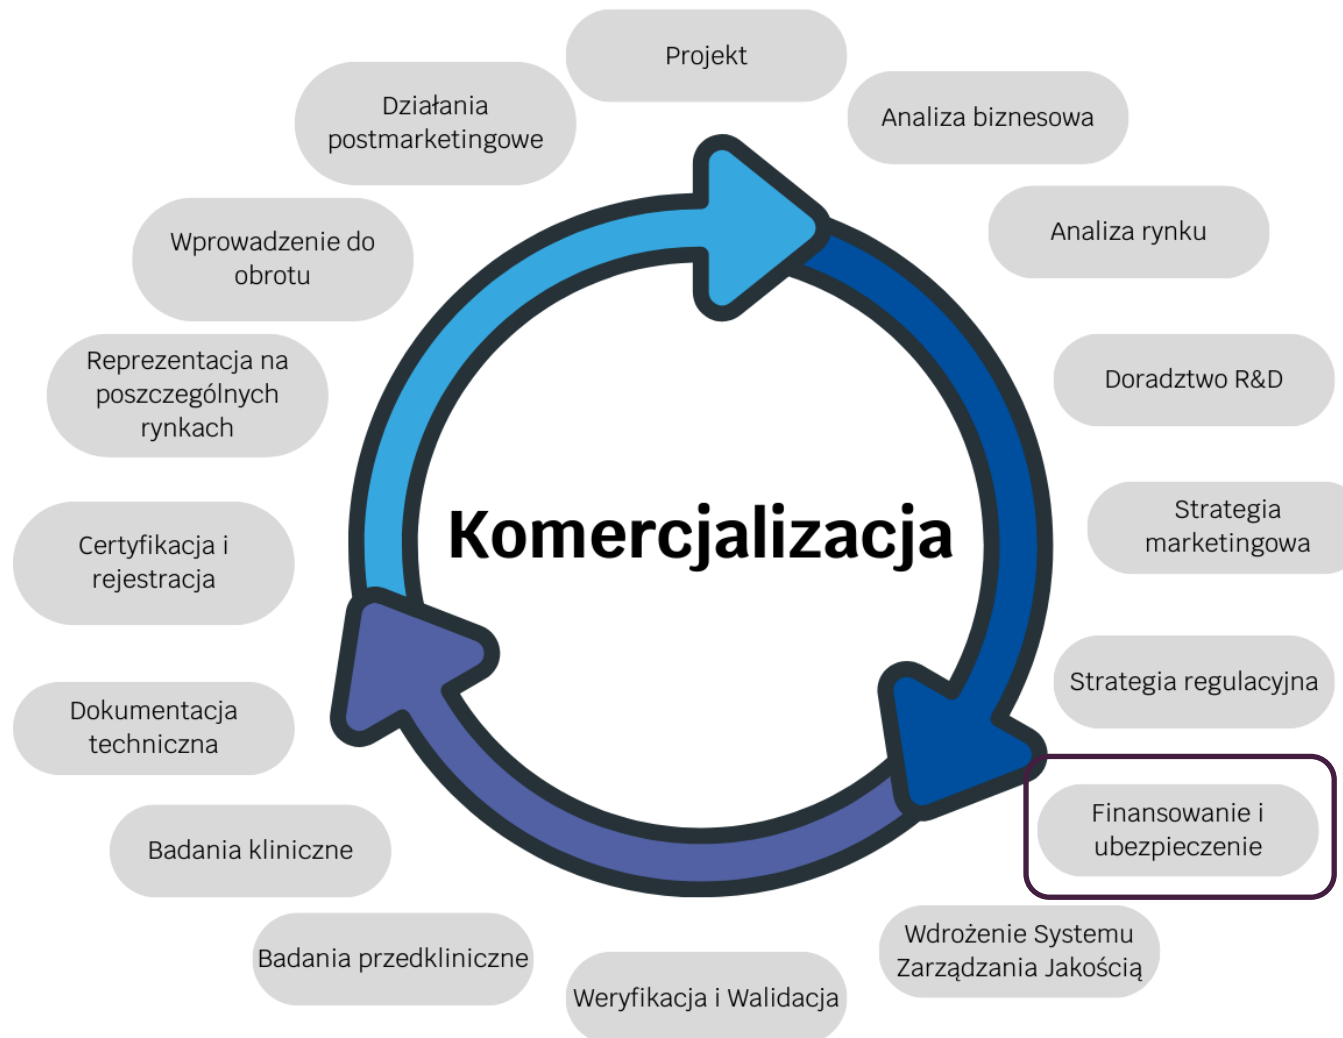 Projekt
Działania
postmarketingowe
Analiza biznesowa
Wprowadzenie do
obrotu
Analiza rynku
Reprezentacja na
poszczególnych
rynkach
Doradztwo R&D
Komercjalizacja
Strategia
marketingowa
Certyfikacja i
rejestracja
Strategia regulacyjna
Dokumentacja
techniczna
Finansowanie i
ubezpieczenie
Badania kliniczne
Wdrożenie Systemu
Zarządzania Jakością
Badania przedkliniczne
Weryfikacja i Walidacja